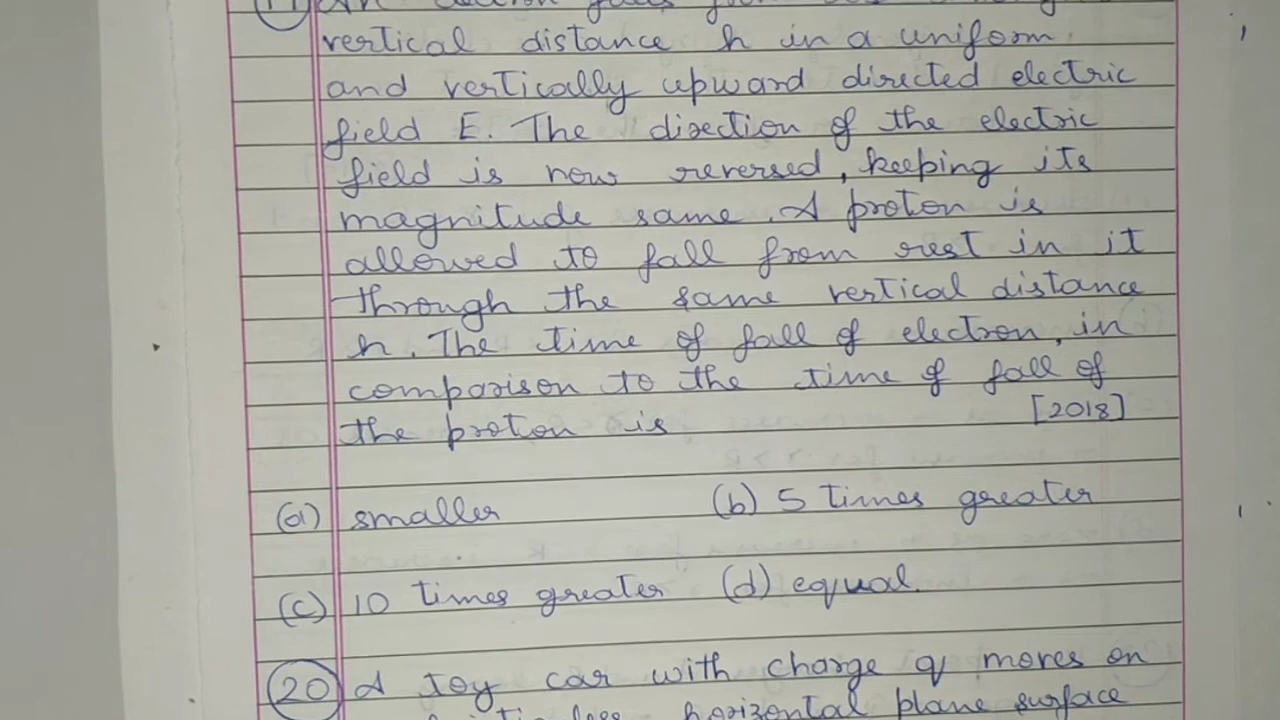 vertical distance h in a uniform
and vertically upward directed electric
field E. The direction of the electric
field is now reversed, keeping its
magnitude same. A proton is
allowed to fall from rest in it
through the same vertical distance
h. The time of fall of electron, in
comparison to the time of fall of
the proton is [2018]
(a) smaller (b) 5 times greater
(c) 10 times greater (d) equal.
(20) A toy car with charge q moves on
horizontal plane surface